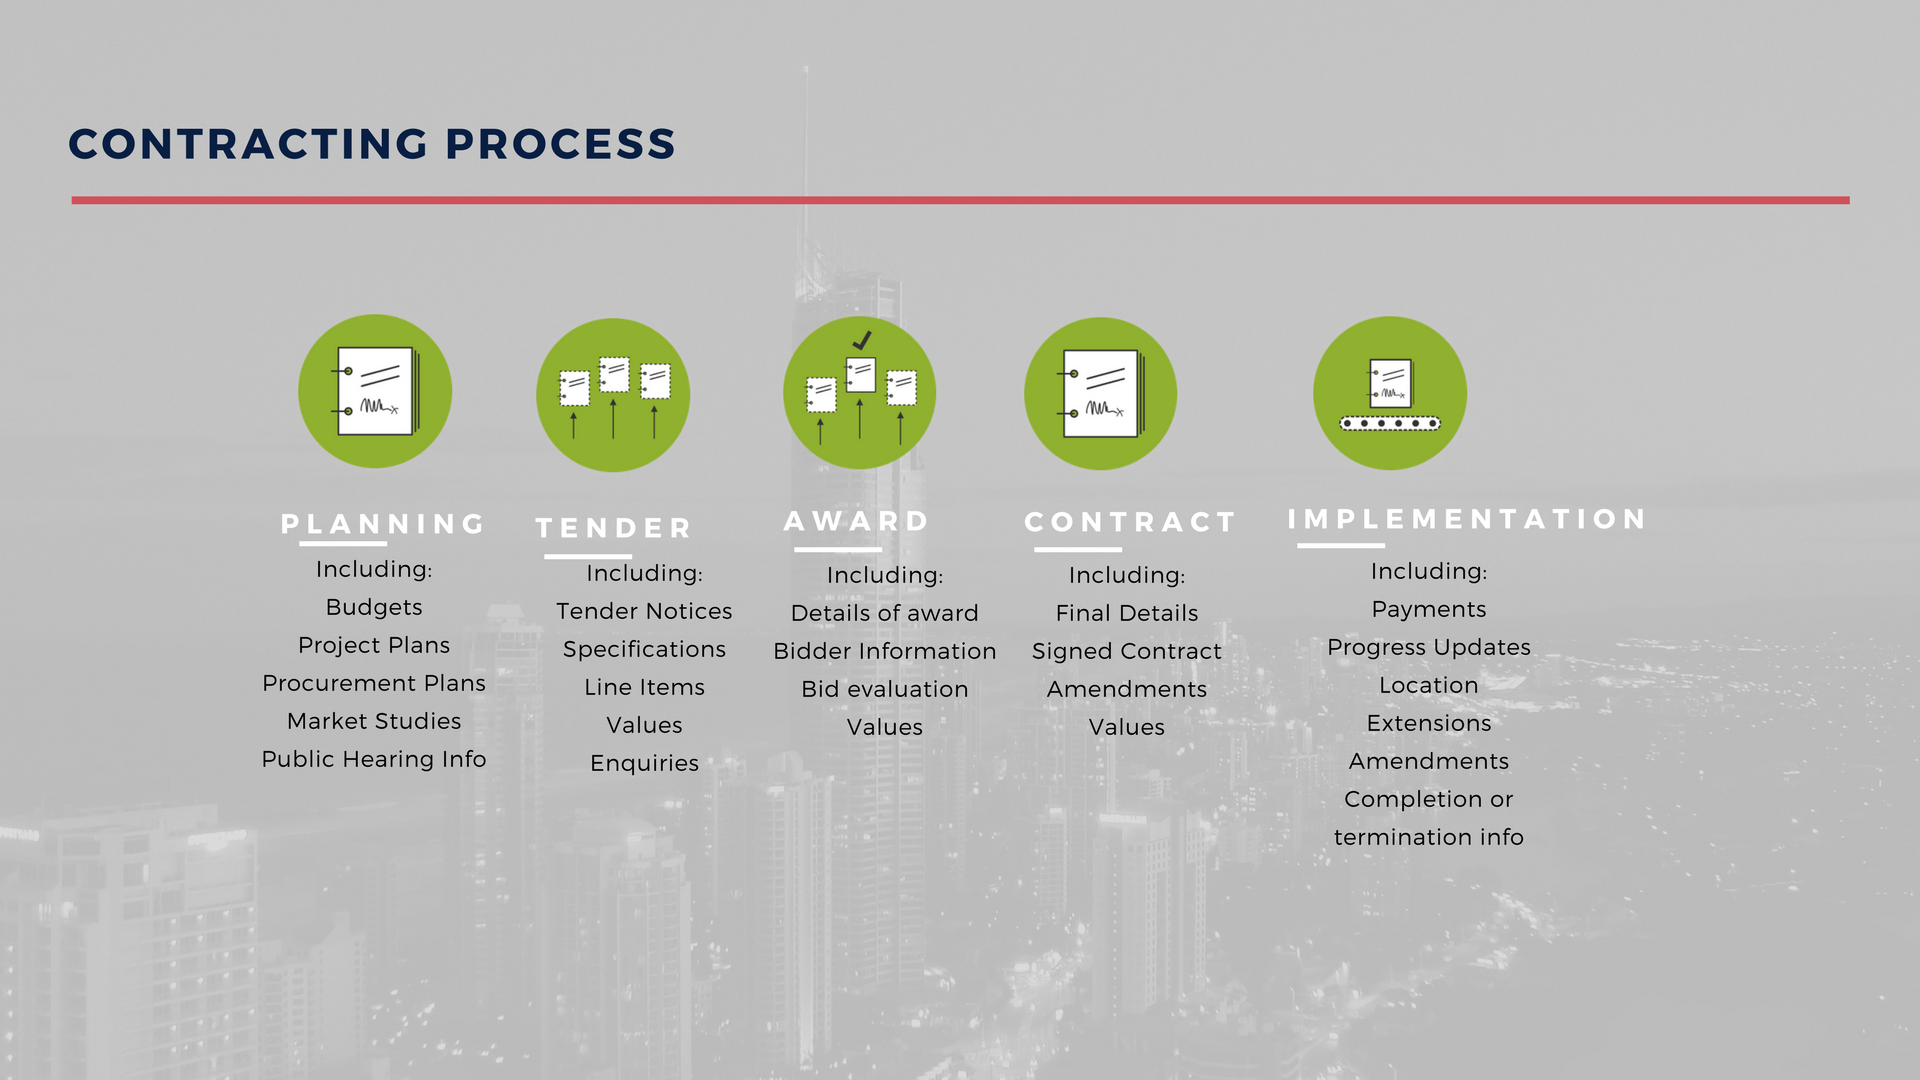 CONTRACTING PROCESS
PLANNING
Including:
Budgets
Project Plans
Procurement Plans
Market Studies
Public Hearing Info
TENDER
Including:
Tender Notices
Specifications
Line Items
Values
Enquiries
AWARD
Including:
Details of award
Bidder Information
Bid evaluation
Values
CONTRACT
Including:
Final Details
Signed Contract
Amendments
Values
IMPLEMENTATION
Including:
Payments
Progress Updates
Location
Extensions
Amendments
Completion or
termination info